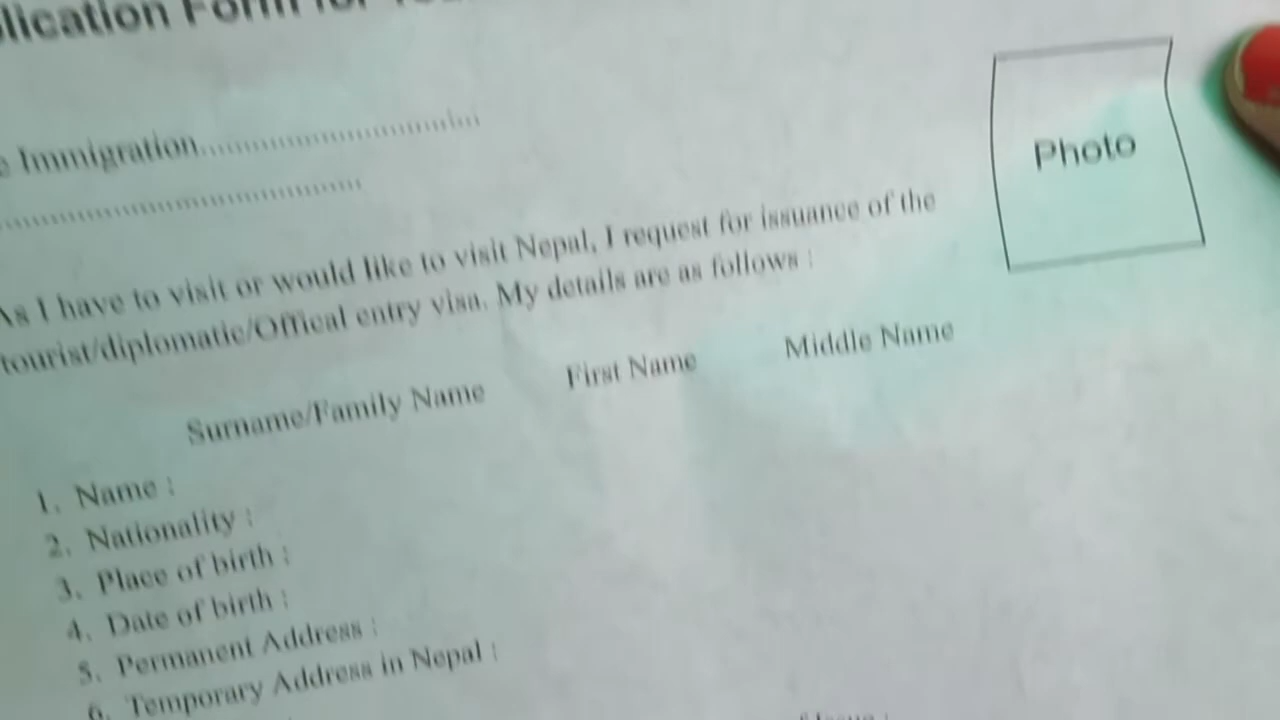 lication Form for
e Immigration....................................
....................................
As I have to visit or would like to visit Nepal, I request for issuance of the
tourist/diplomatic/Offical entry visa. My details are as follows :
Photo
Surname/Family Name First Name Middle Name
1. Name :
2. Nationality :
3. Place of birth :
4. Date of birth :
5. Permanent Address :
6. Temporary Address in Nepal :